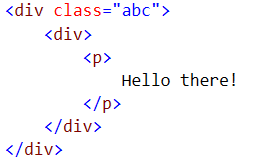 <div class="abc">
    <div>
        <p>
            Hello there!
        </p>
    </div>
</div>